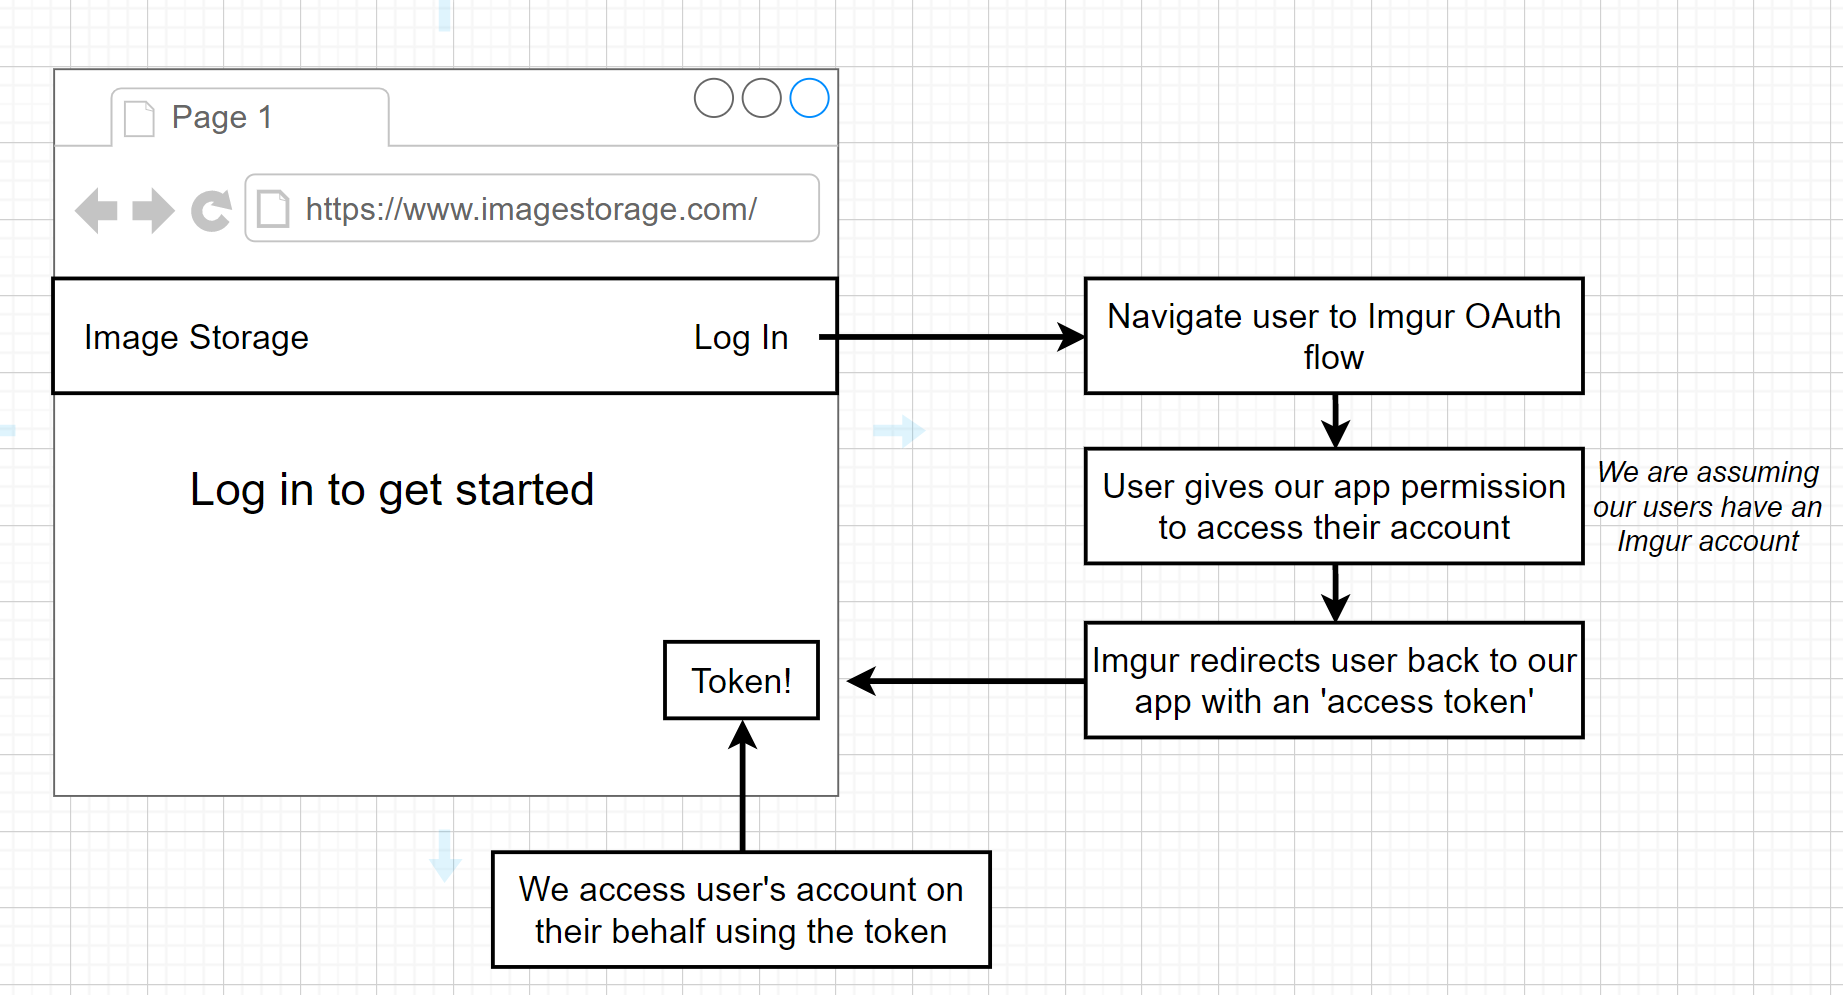 Page 1
https://www.imagestorage.com/
Image Storage
Log In
Navigate user to Imgur OAuth
flow
Log in to get started
User gives our app permission
to access their account
We are assuming
our users have an
Imgur account
Token!
Imgur redirects user back to our
app with an 'access token'
We access user's account on
their behalf using the token